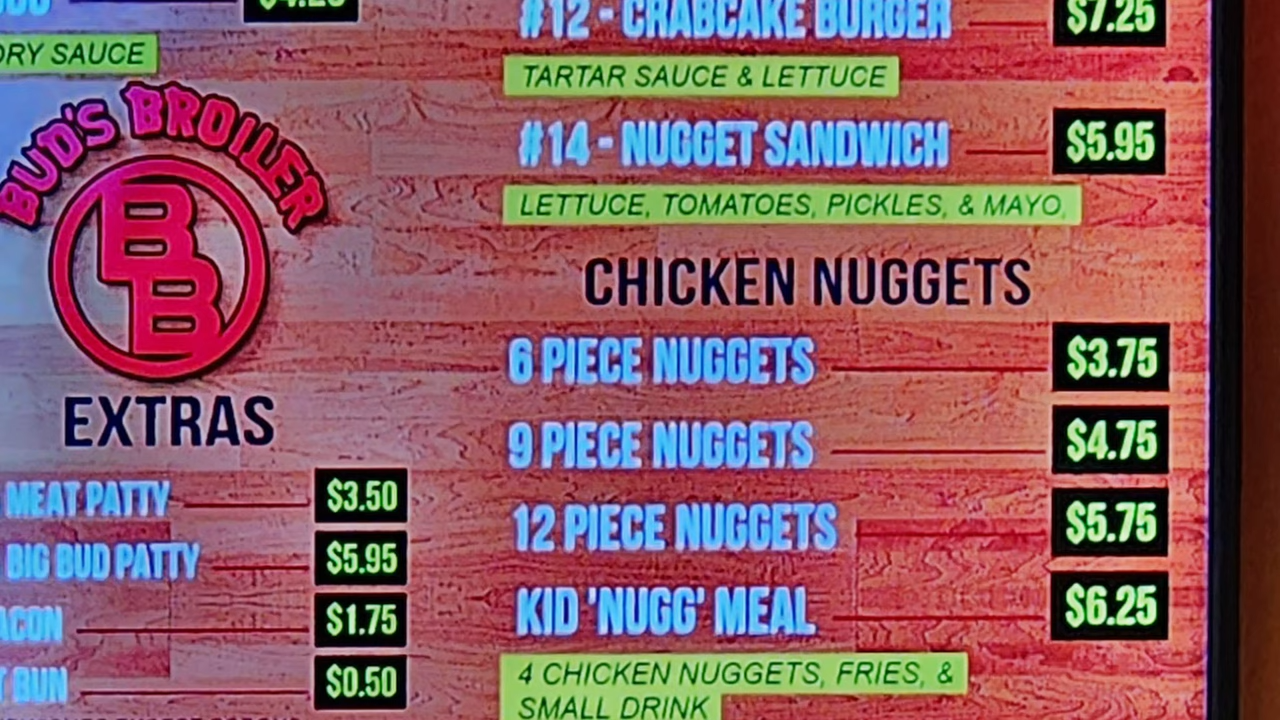 $4.25
ORY SAUCE
BUD'S BROILER
BB
EXTRAS
MEAT PATTY $3.50
BIG BUD PATTY $5.95
ACON $1.75
T BUN $0.50
#12 - CRABCAKE BURGER $7.25
TARTAR SAUCE & LETTUCE
#14 - NUGGET SANDWICH $5.95
LETTUCE, TOMATOES, PICKLES, & MAYO,
CHICKEN NUGGETS
6 PIECE NUGGETS $3.75
9 PIECE NUGGETS $4.75
12 PIECE NUGGETS $5.75
KID 'NUGG' MEAL $6.25
4 CHICKEN NUGGETS, FRIES, &
SMALL DRINK